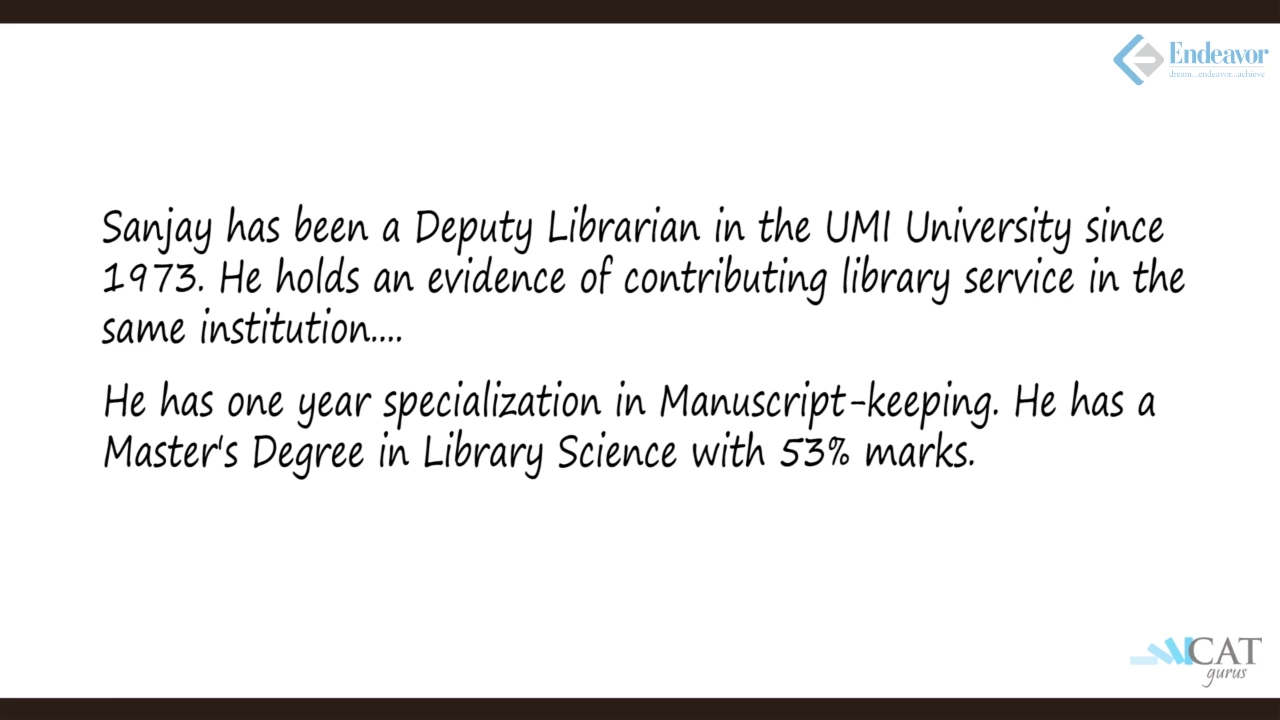 Endeavor
dream...endeavor...achieve
Sanjay has been a Deputy Librarian in the UMI University since
1973. He holds an evidence of contributing library service in the
same institution....
He has one year specialization in Manuscript-keeping. He has a
Master's Degree in Library Science with 53% marks.
CAT
gurus